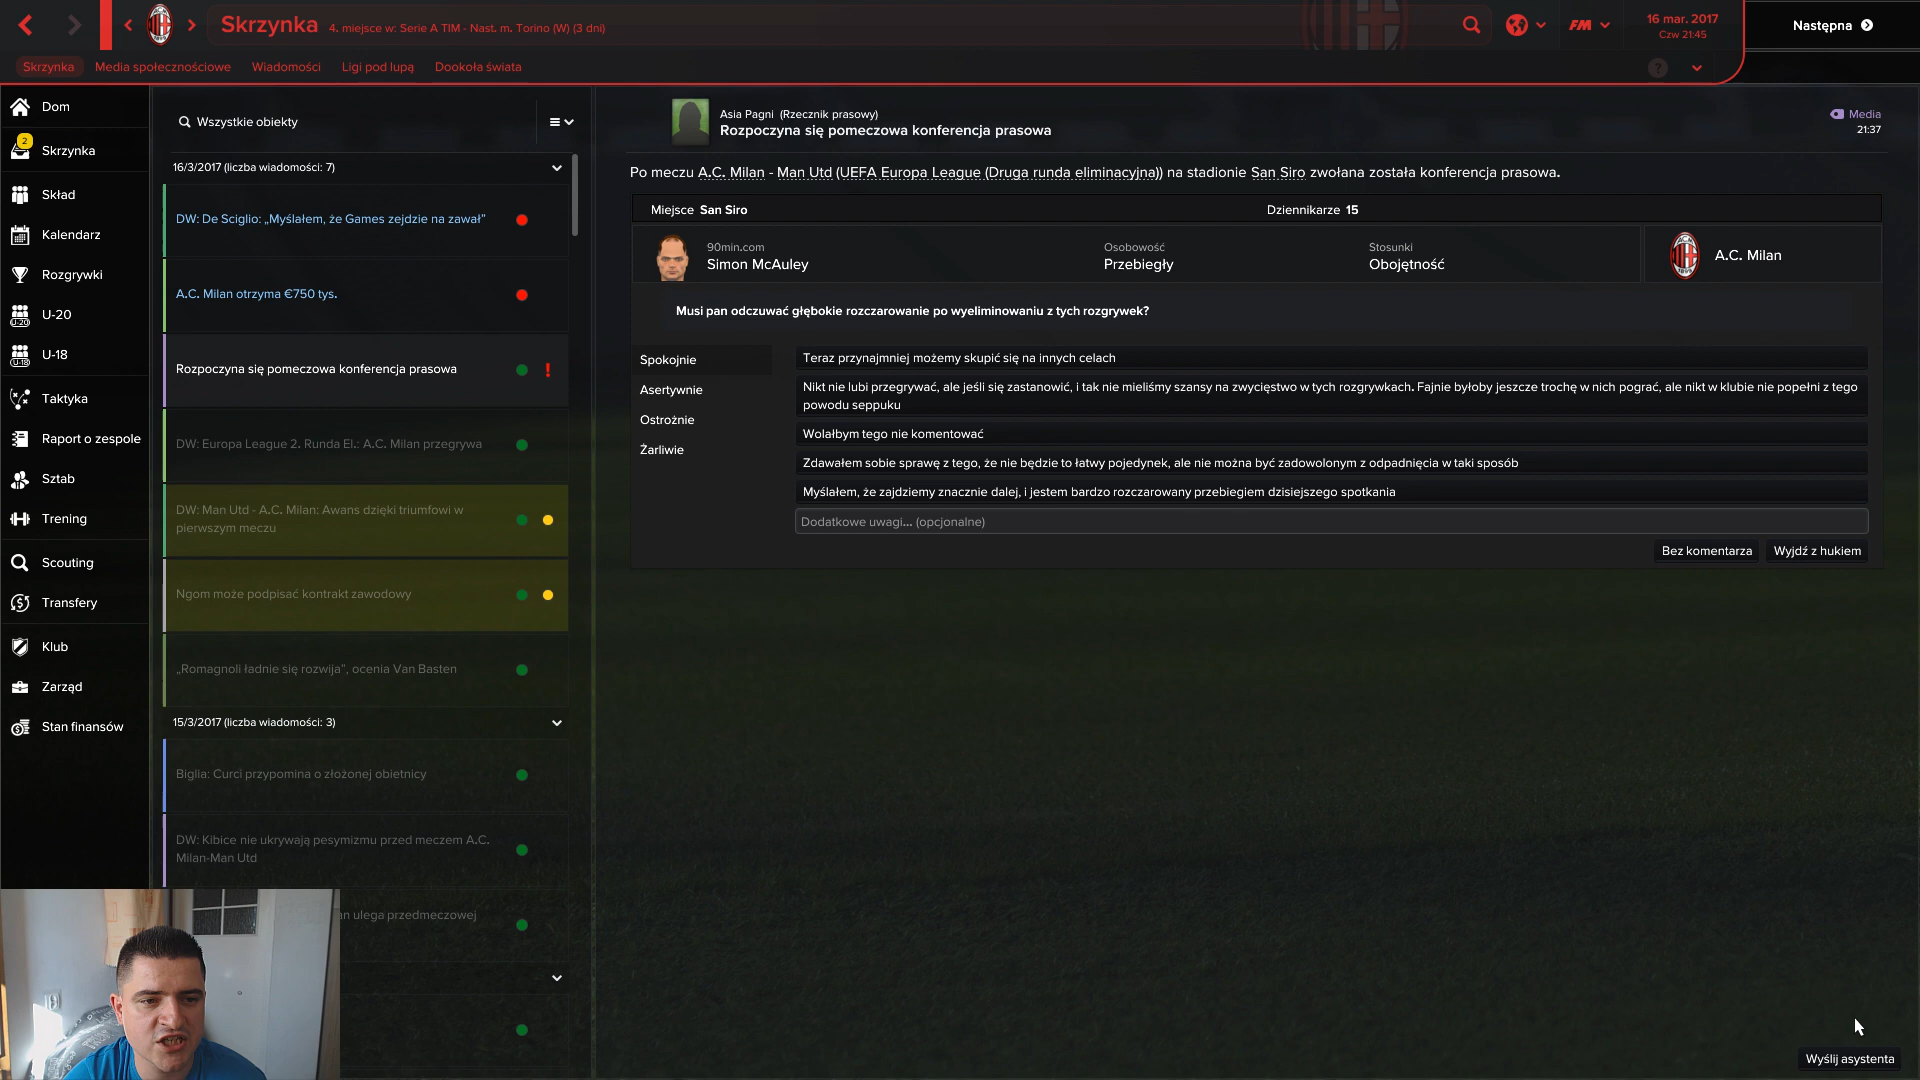 Skrzynka
4. miejsce w: Serie A TIM - Nast. m. Torino (W) (3 dni)
FM
16 mar. 2017
Czw 21:45
Następna
Skrzynka
Media społecznościowe
Wiadomości
Ligi pod lupą
Dookoła świata
?
Dom
2
Skrzynka
Skład
Kalendarz
Rozgrywki
U-20
U-18
Taktyka
Raport o zespole
Sztab
Trening
Scouting
Transfery
Klub
Zarząd
Stan finansów
Wszystkie obiekty
16/3/2017 (liczba wiadomości: 7)
DW: De Sciglio: „Myślałem, że Games zejdzie na zawał”
A.C. Milan otrzyma €750 tys.
Rozpoczyna się pomeczowa konferencja prasowa
DW: Europa League 2. Runda El.: A.C. Milan przegrywa
DW: Man Utd - A.C. Milan: Awans dzięki triumfowi w
pierwszym meczu
Ngom może podpisać kontrakt zawodowy
„Romagnoli ładnie się rozwija”, ocenia Van Basten
15/3/2017 (liczba wiadomości: 3)
Biglia: Curci przypomina o złożonej obietnicy
DW: Kibice nie ukrywają pesymizmu przed meczem A.C.
Milan-Man Utd
an ulega przedmeczowej
Asia Pagni (Rzecznik prasowy)
Rozpoczyna się pomeczowa konferencja prasowa
Media
21:37
Po meczu A.C. Milan - Man Utd (UEFA Europa League (Druga runda eliminacyjna)) na stadionie San Siro zwołana została konferencja prasowa.
Miejsce San Siro
Dziennikarze 15
90min.com
Simon McAuley
Osobowość
Przebiegły
Stosunki
Obojętność
A.C. Milan
Musi pan odczuwać głębokie rozczarowanie po wyeliminowaniu z tych rozgrywek?
Spokojnie
Asertywnie
Ostrożnie
Żarliwie
Teraz przynajmniej możemy skupić się na innych celach
Nikt nie lubi przegrywać, ale jeśli się zastanowić, i tak nie mieliśmy szansy na zwycięstwo w tych rozgrywkach. Fajnie byłoby jeszcze trochę w nich pograć, ale nikt w klubie nie popełni z tego
powodu seppuku
Wolałbym tego nie komentować
Zdawałem sobie sprawę z tego, że nie będzie to łatwy pojedynek, ale nie można być zadowolonym z odpadnięcia w taki sposób
Myślałem, że zajdziemy znacznie dalej, i jestem bardzo rozczarowany przebiegiem dzisiejszego spotkania
Dodatkowe uwagi... (opcjonalne)
Bez komentarza
Wyjdź z hukiem
Wyślij asystenta